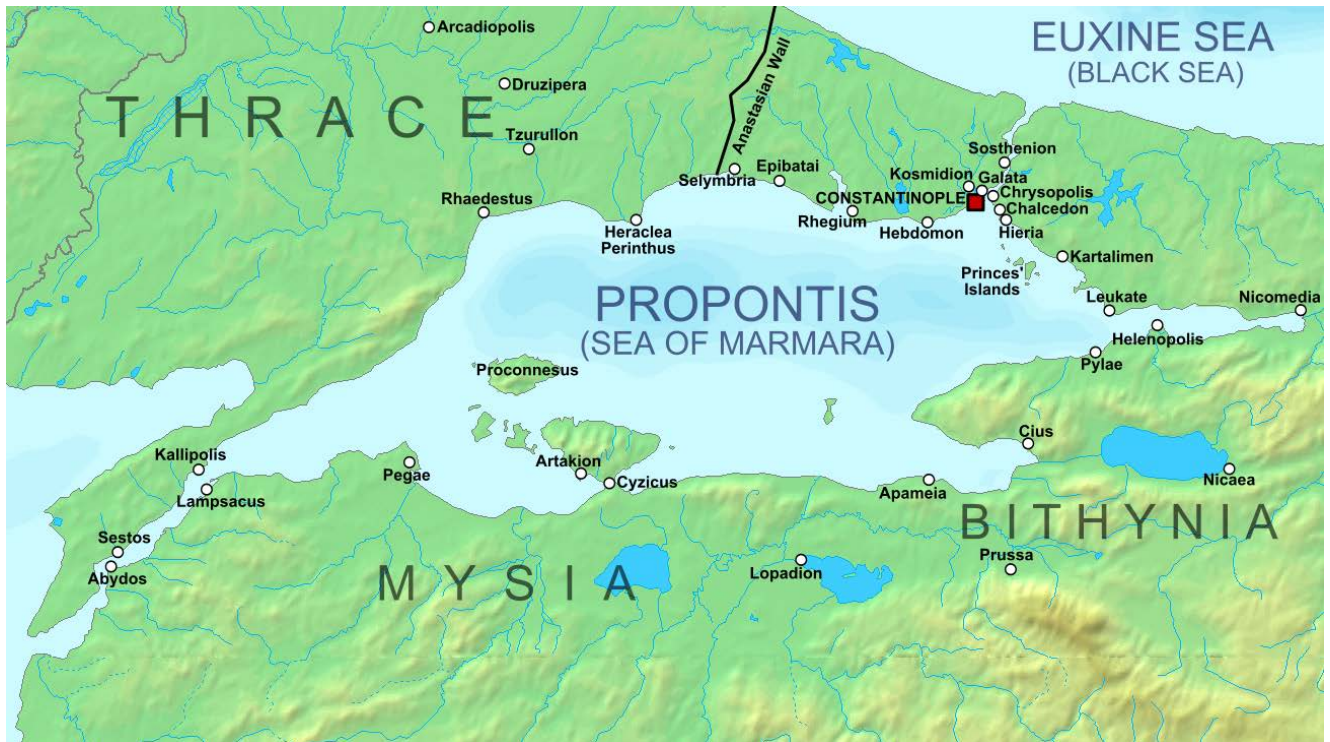 Arcadiopolis
EUXINE SEA
(BLACK SEA)
Anastasian Wall
Druzipera
THRACE
Tzurullon
Sosthenion
Epibatai
Selymbria
Kosmidion
Galata
CONSTANTINOPLE
Chrysopolis
Rhaedestus
Chalcedon
Heraclea
Perinthus
Rhegium
Hebdomon
Hieria
Kartalimen
Princes'
Islands
PROPONTIS
(SEA OF MARMARA)
Leukate
Nicomedia
Helenopolis
Pylae
Proconnesus
Cius
Kallipolis
Artakion
Pegae
Cyzicus
Apameia
Nicaea
Lampsacus
BITHYNIA
Sestos
Abydos
Prussa
Lopadion
MYSIA